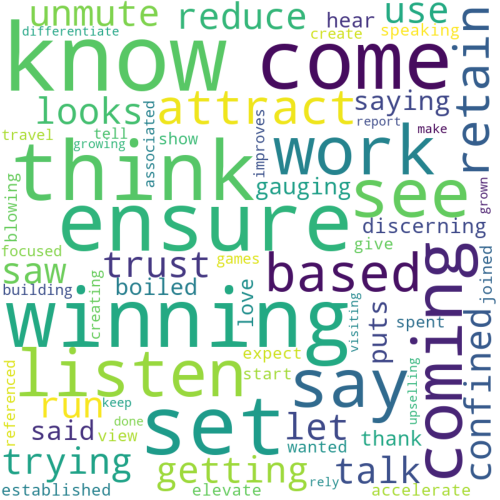 unmute reduce hear use
differentiate create speaking
know come retain
looks attract saying
travel tell show associated improves report make
growing
think work
ensure see grown
blowing gauging give
discerning
focused saw trust games based
building boiled love visiting
winning creating puts spent
coming confined joined
listen expect say
start upselling
referenced run keep set wanted let
said done view thank
trying getting rely talk
established elevate accelerate